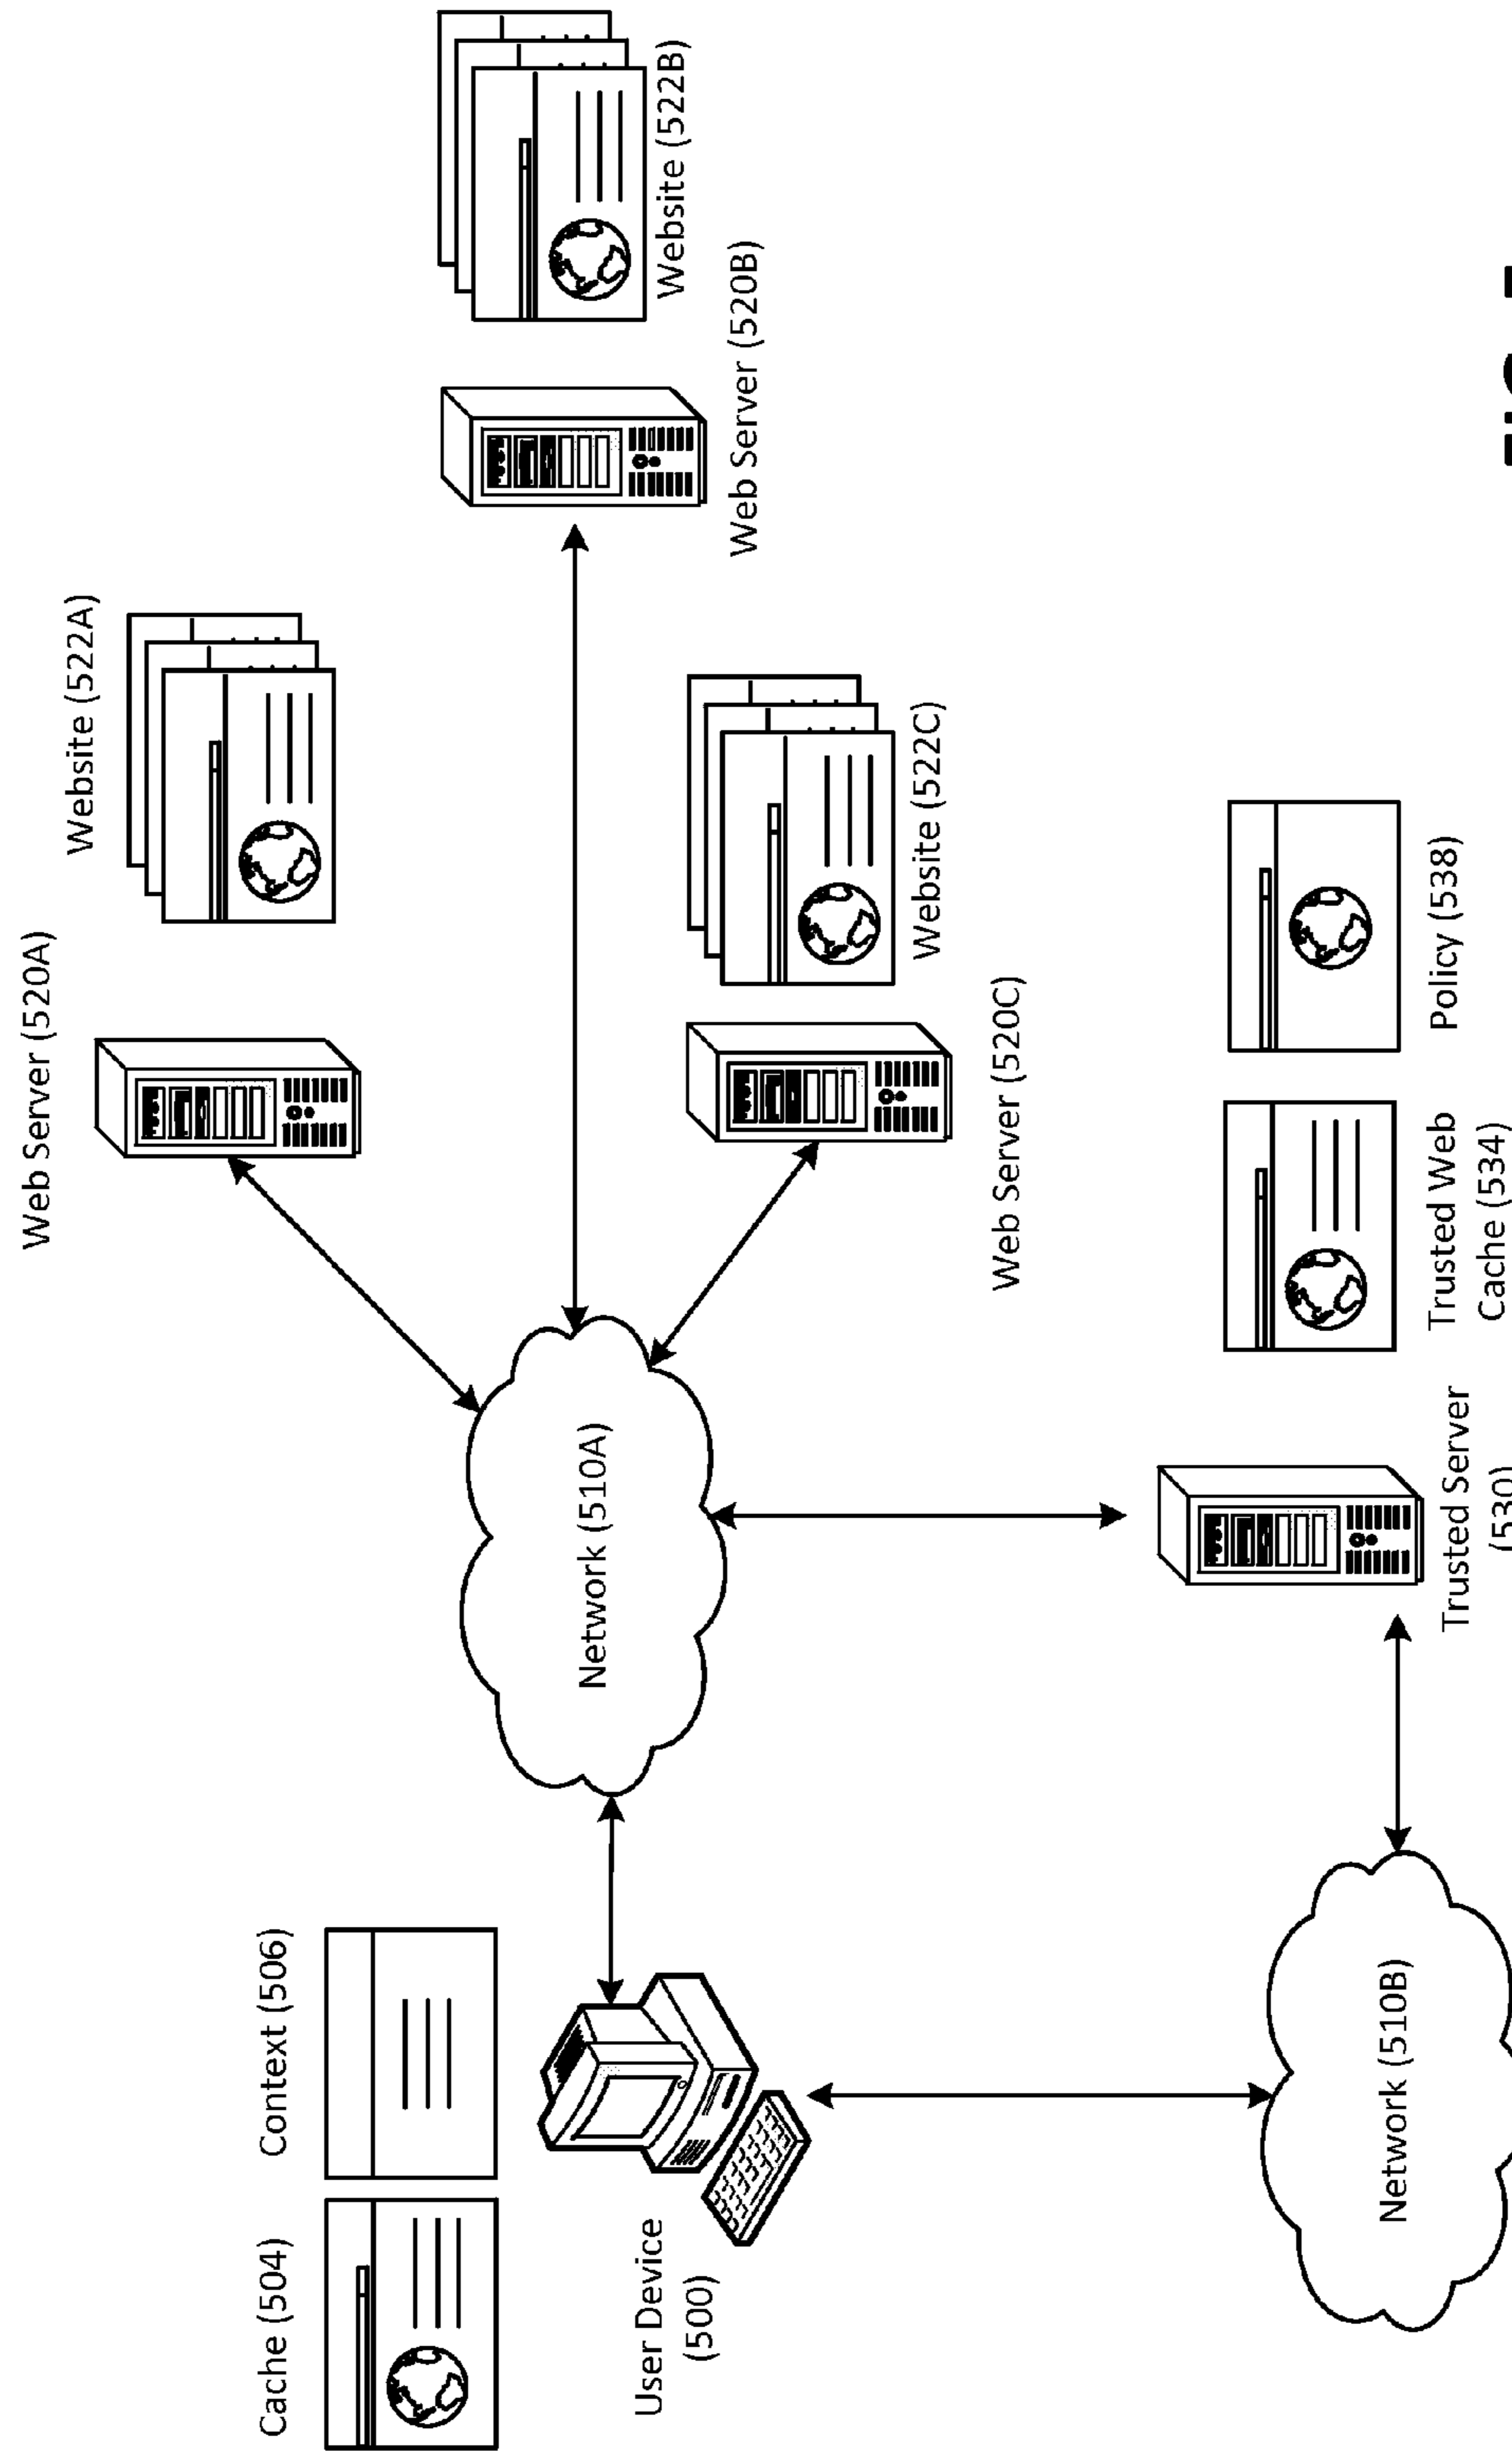 Web Server (520A)
Website (522A)
Cache (504)
Context (506)
Website (522B)
Web Server (520B)
Network (510A)
User Device
(500)
Website (522C)
Web Server (520C)
Network (510B)
Trusted Server
(530)
Trusted Web
Cache (534)
Policy (538)